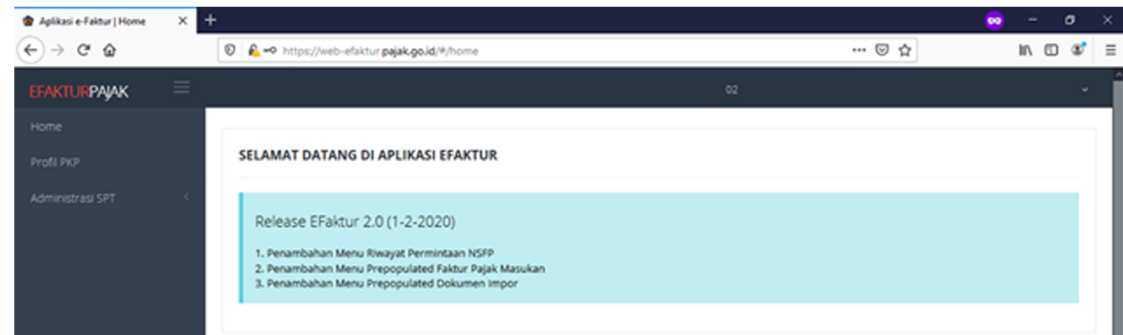 Aplikasi e-Faktur | Home
https://web-efaktur.pajak.go.id/#/home
EFAKTURPAJAK
02
Home
Profil PKP
Administrasi SPT
SELAMAT DATANG DI APLIKASI EFAKTUR
Release EFaktur 2.0 (1-2-2020)
1. Penambahan Menu Riwayat Permintaan NSFP
2. Penambahan Menu Prepopulated Faktur Pajak Masukan
3. Penambahan Menu Prepopulated Dokumen Impor